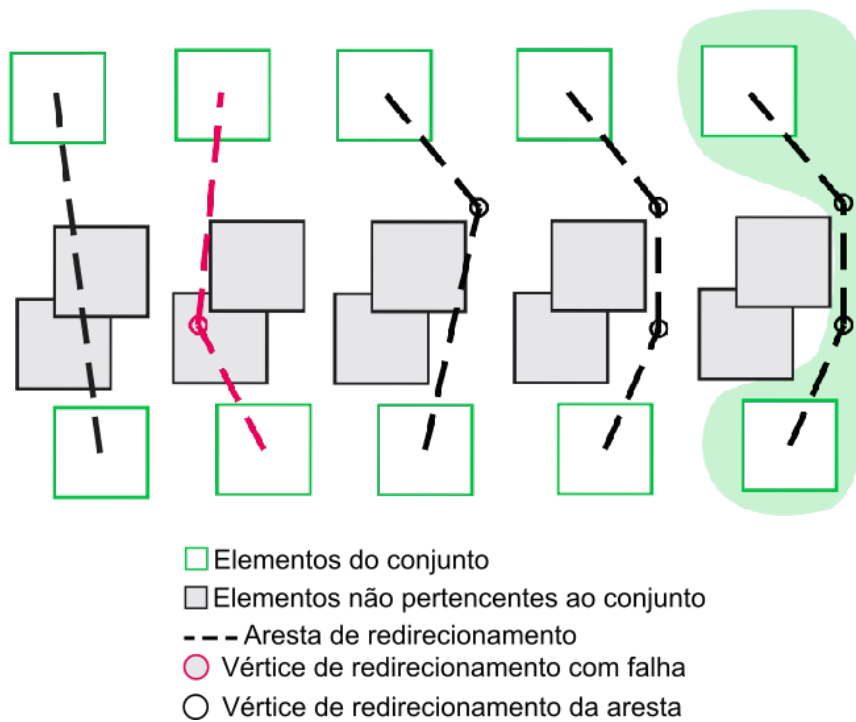 Elementos do conjunto
Elementos não pertencentes ao conjunto
Aresta de redirecionamento
Vértice de redirecionamento com falha
Vértice de redirecionamento da aresta